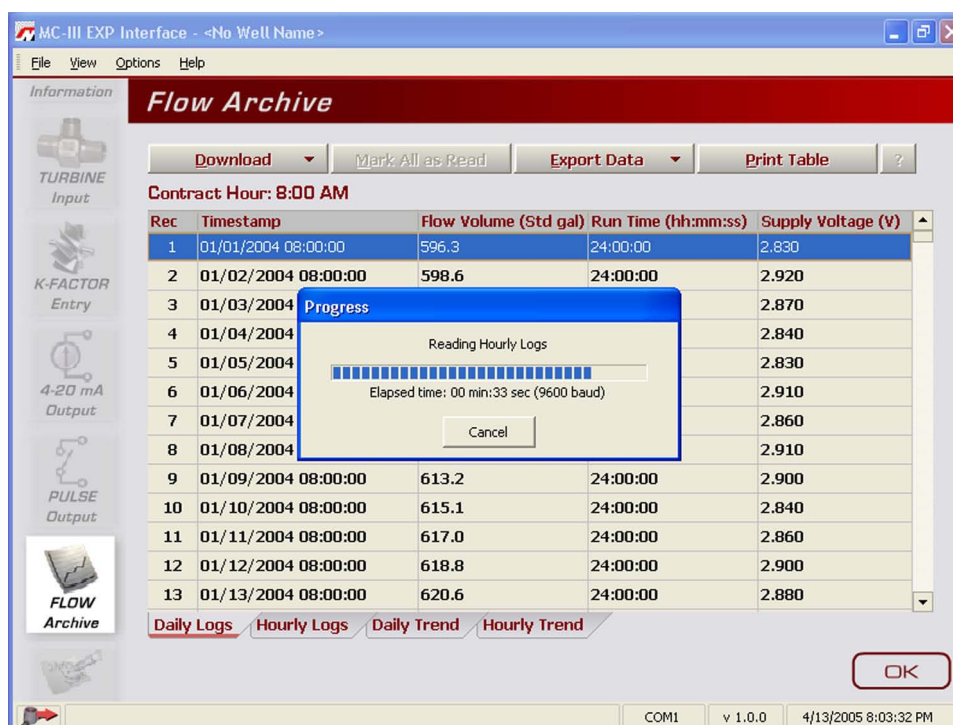 MC-III EXP Interface - <No Well Name>
File View Options Help
Information
TURBINE
Input
K-FACTOR
Entry
4-20 mA
Output
PULSE
Output
FLOW
Archive
Flow Archive
Download Mark All as Read Export Data Print Table ?
Contract Hour: 8:00 AM
Rec Timestamp Flow Volume (Std gal) Run Time (hh:mm:ss) Supply Voltage (V)
1 01/01/2004 08:00:00 596.3 24:00:00 2.830
2 01/02/2004 08:00:00 598.6 24:00:00 2.920
3 01/03/2004 2.870
4 01/04/2004 2.840
5 01/05/2004 2.830
6 01/06/2004 2.910
7 01/07/2004 2.860
8 01/08/2004 2.910
9 01/09/2004 08:00:00 613.2 24:00:00 2.900
10 01/10/2004 08:00:00 615.1 24:00:00 2.840
11 01/11/2004 08:00:00 617.0 24:00:00 2.860
12 01/12/2004 08:00:00 618.8 24:00:00 2.900
13 01/13/2004 08:00:00 620.6 24:00:00 2.880
Progress
Reading Hourly Logs
Elapsed time: 00 min:33 sec (9600 baud)
Cancel
Daily Logs Hourly Logs Daily Trend Hourly Trend
OK
COM1 v 1.0.0 4/13/2005 8:03:32 PM